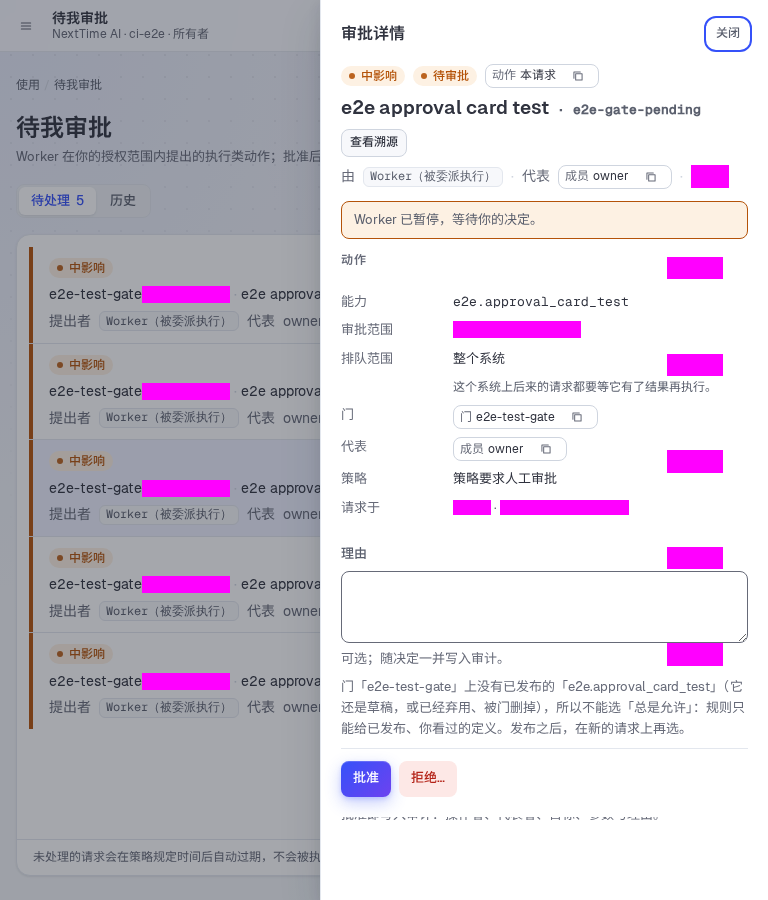 待我审批
NextTime AI · ci-e2e · 所有者
使用 / 待我审批
待我审批
Worker 在你的授权范围内提出的执行类动作；批准后
待处理 5
历史
中影响
e2e-test-gate · e2e approva
提出者 Worker（被委派执行） 代表 owner
中影响
e2e-test-gate · e2e approva
提出者 Worker（被委派执行） 代表 owner
中影响
e2e-test-gate · e2e approva
提出者 Worker（被委派执行） 代表 owner
中影响
e2e-test-gate · e2e approva
提出者 Worker（被委派执行） 代表 owner
中影响
e2e-test-gate · e2e approva
提出者 Worker（被委派执行） 代表 owner
未处理的请求会在策略规定时间后自动过期，不会被执
审批详情
关闭
中影响 待审批 动作 本请求
e2e approval card test · e2e-gate-pending
查看溯源
由 Worker（被委派执行） · 代表 成员 owner ·
Worker 已暂停，等待你的决定。
动作
能力 e2e.approval_card_test
审批范围
排队范围 整个系统
这个系统上后来的请求都要等它有了结果再执行。
门 门 e2e-test-gate
代表 成员 owner
策略 策略要求人工审批
请求于 ·
理由
可选；随决定一并写入审计。
门「e2e-test-gate」上没有已发布的「e2e.approval_card_test」（它
还是草稿，或已经弃用、被门删掉），所以不能选「总是允许」：规则只
能给已发布、你看过的定义。发布之后，在新的请求上再选。
批准
拒绝…